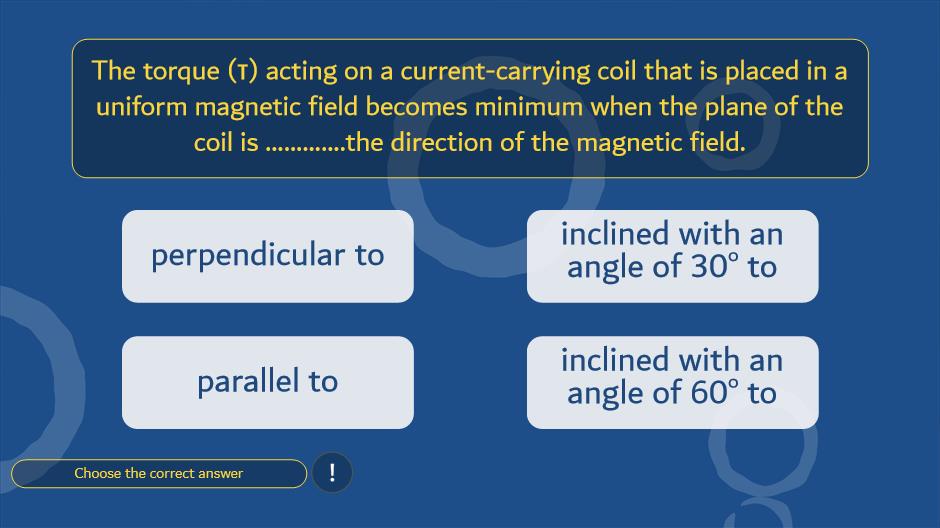 The torque (τ) acting on a current-carrying coil that is placed in a
uniform magnetic field becomes minimum when the plane of the
coil is .............the direction of the magnetic field.
perpendicular to
inclined with an
angle of 30° to
parallel to
inclined with an
angle of 60° to
Choose the correct answer
!